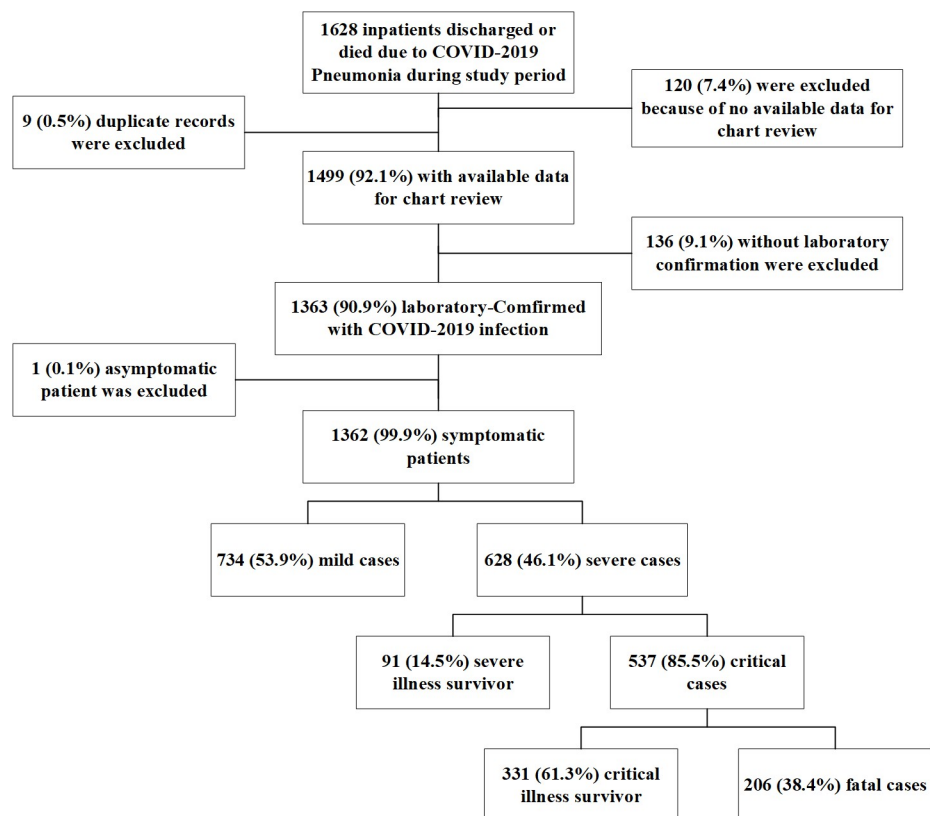 1628 inpatients discharged or
died due to COVID-2019
Pneumonia during study period
120 (7.4%) were excluded
because of no available data for
chart review
9 (0.5%) duplicate records
were excluded
1499 (92.1%) with available data
for chart review
136 (9.1%) without laboratory
confirmation were excluded
1363 (90.9%) laboratory-Comfirmed
with COVID-2019 infection
1 (0.1%) asymptomatic
patient was excluded
1362 (99.9%) symptomatic
patients
734 (53.9%) mild cases
628 (46.1%) severe cases
91 (14.5%) severe
illness survivor
537 (85.5%) critical
cases
331 (61.3%) critical
illness survivor
206 (38.4%) fatal cases